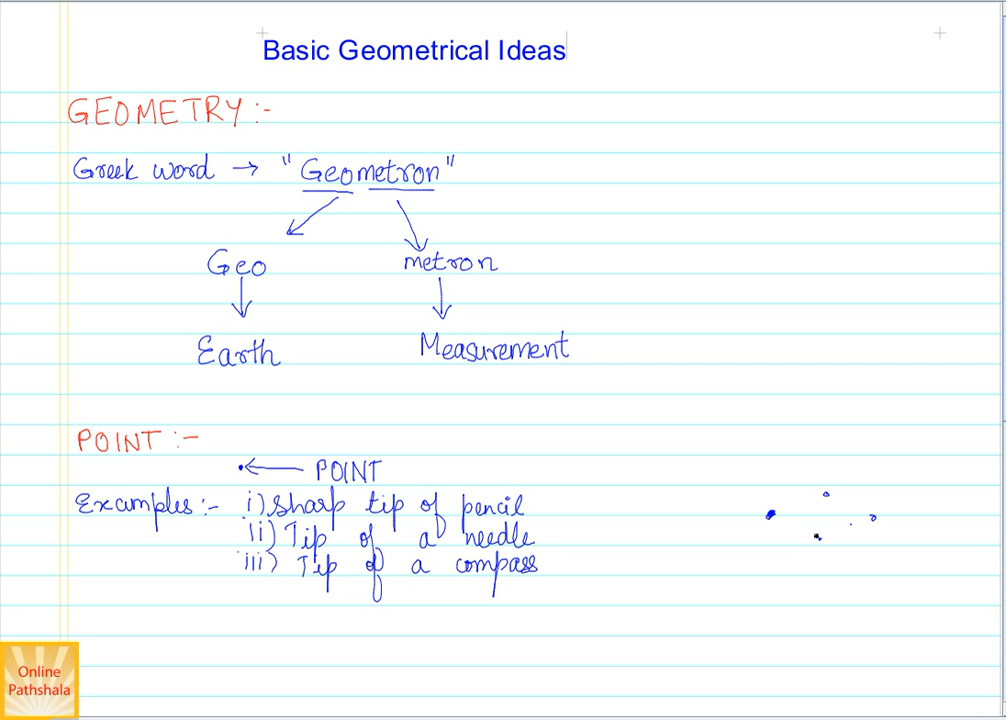 Basic Geometrical Ideas
GEOMETRY :-
Greek word → "Geometron"
Geo metron
Earth Measurement
POINT :-
POINT
Examples :- i) Sharp tip of pencil
ii) Tip of a needle
iii) Tip of a compass
Online
Pathshala